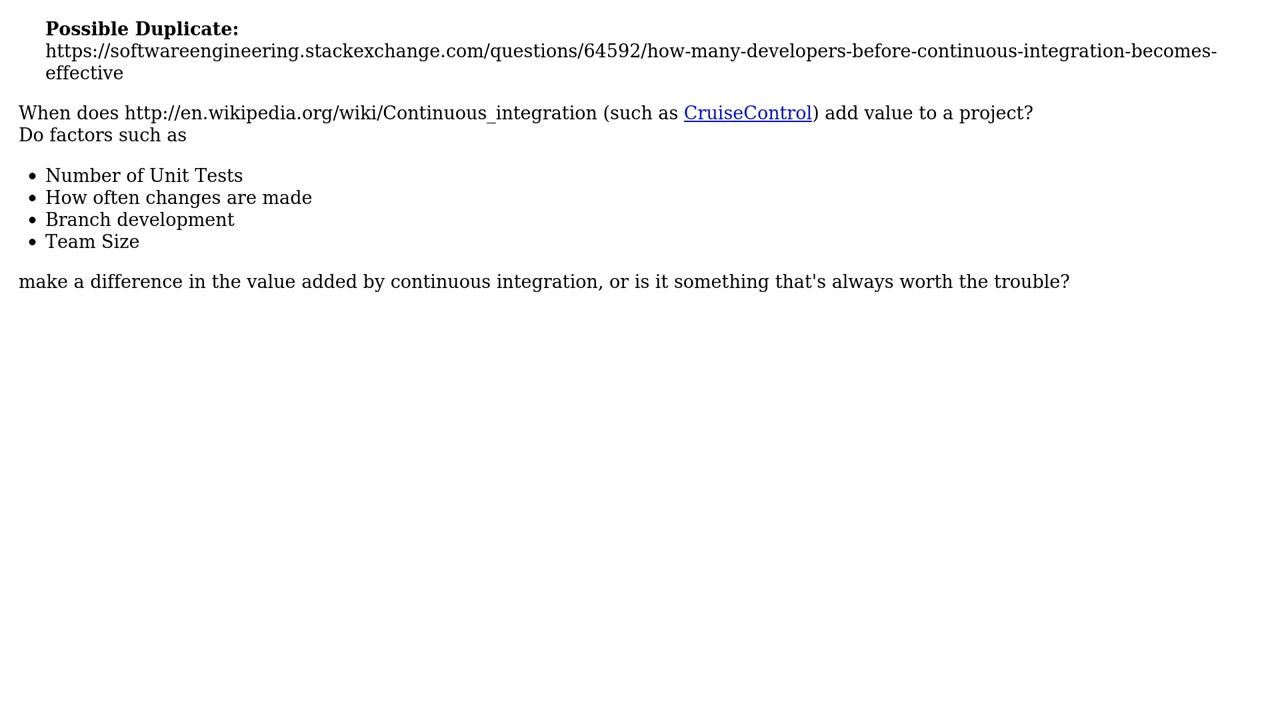 Possible Duplicate:
https://softwareengineering.stackexchange.com/questions/64592/how-many-developers-before-continuous-integration-becomes-
effective
When does http://en.wikipedia.org/wiki/Continuous_integration (such as CruiseControl) add value to a project?
Do factors such as
• Number of Unit Tests
• How often changes are made
• Branch development
• Team Size
make a difference in the value added by continuous integration, or is it something that's always worth the trouble?